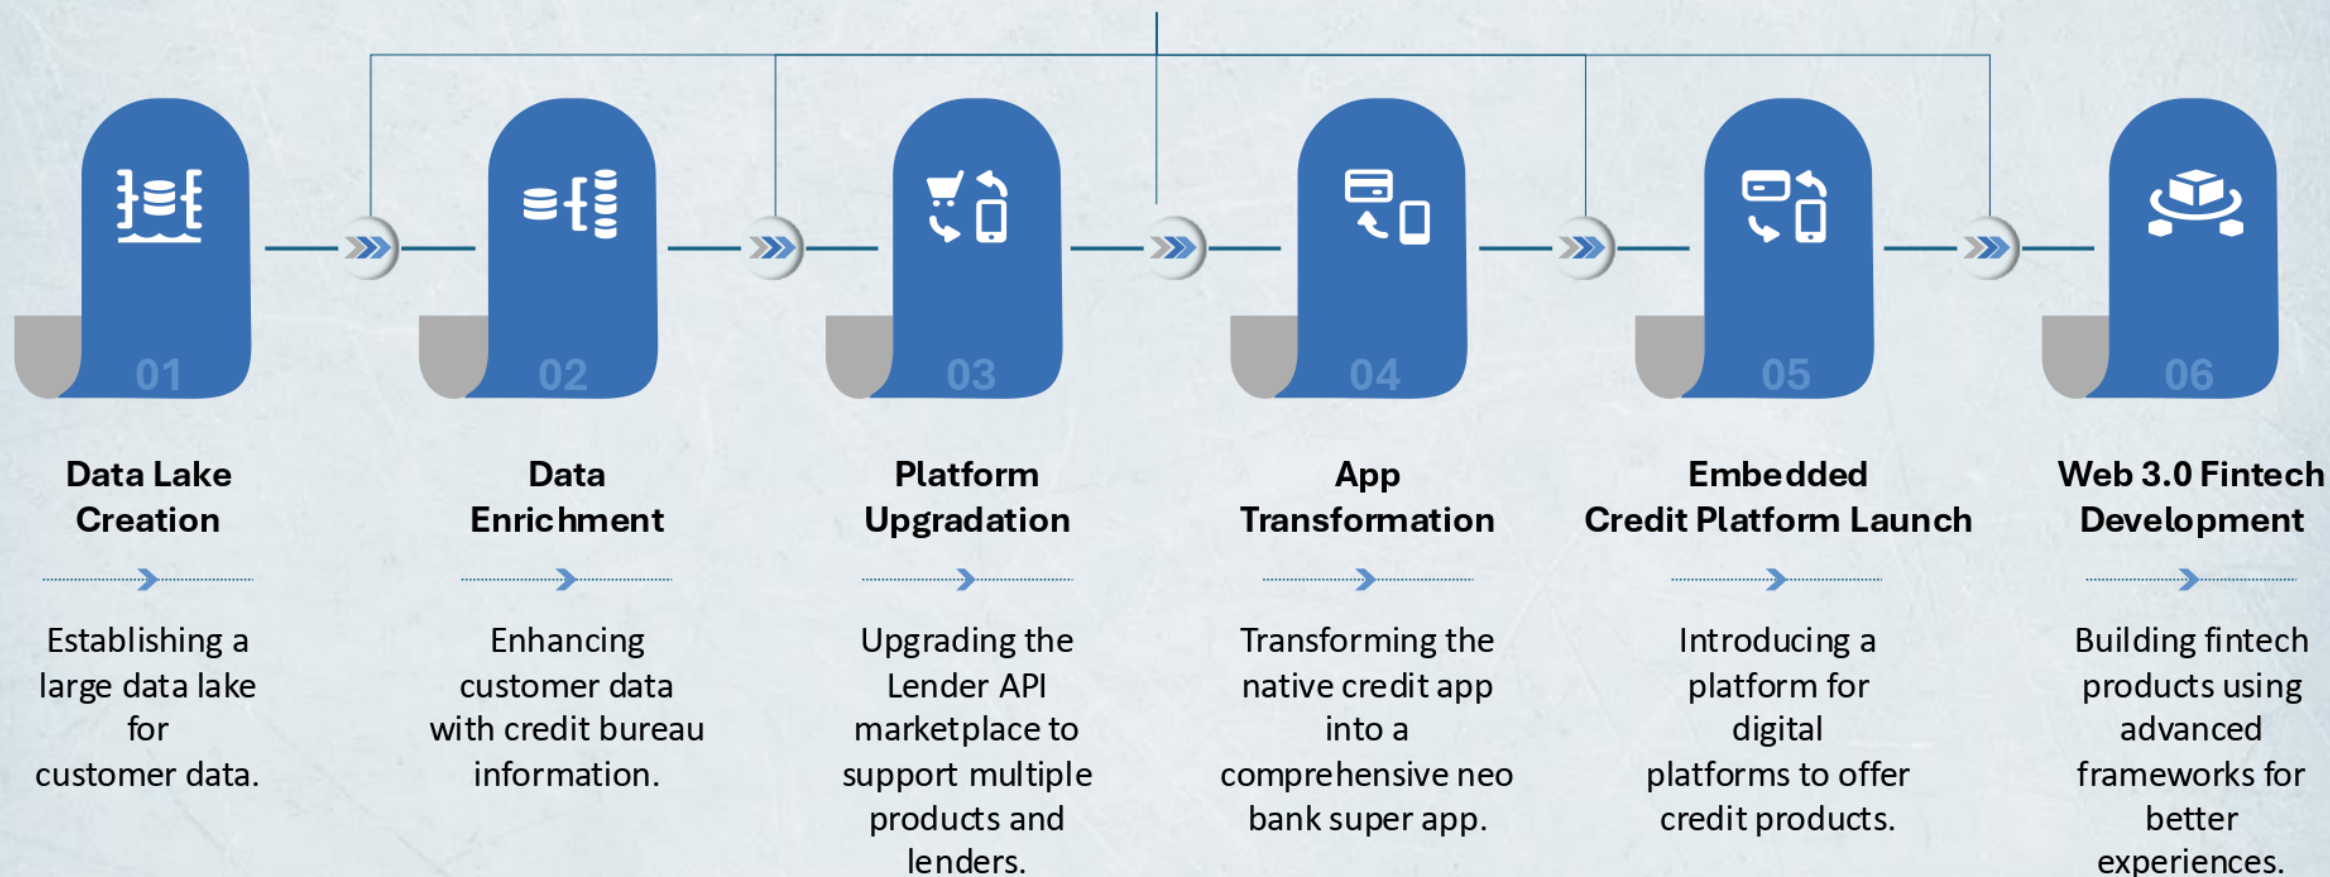 01
Data Lake
Creation
Establishing a
large data lake
for
customer data.
02
Data
Enrichment
Enhancing
customer data
with credit bureau
information.
03
Platform
Upgradation
Upgrading the
Lender API
marketplace to
support multiple
products and
lenders.
04
App
Transformation
Transforming the
native credit app
into a
comprehensive neo
bank super app.
05
Embedded
Credit Platform Launch
Introducing a
platform for
digital
platforms to offer
credit products.
06
Web 3.0 Fintech
Development
Building fintech
products using
advanced
frameworks for
better
experiences.